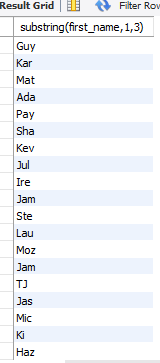 Result Grid Filter Row
substring(first_name,1,3)
Guy
Kar
Mat
Ada
Pay
Sha
Kev
Jul
Ire
Jam
Ste
Lau
Moz
Jam
TJ
Jas
Mic
Ki
Haz